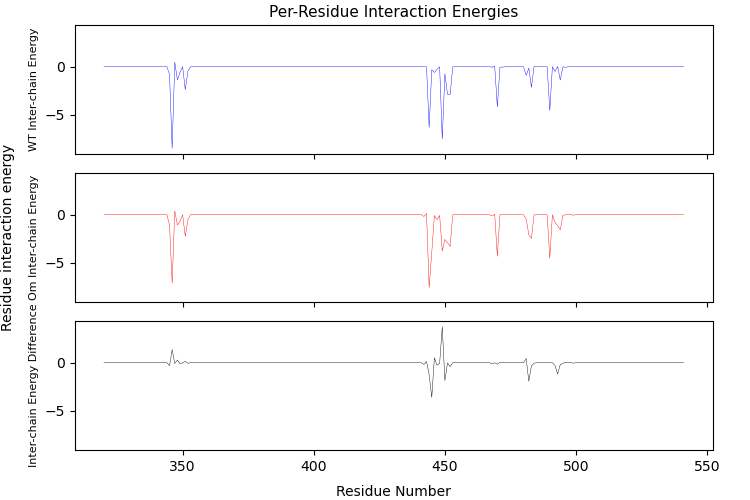 Per-Residue Interaction Energies
Residue interaction energy
WT Inter-chain Energy
0
−5
Om Inter-chain Energy
0
−5
Inter-chain Energy Difference
0
−5
350
400
450
500
550
Residue Number